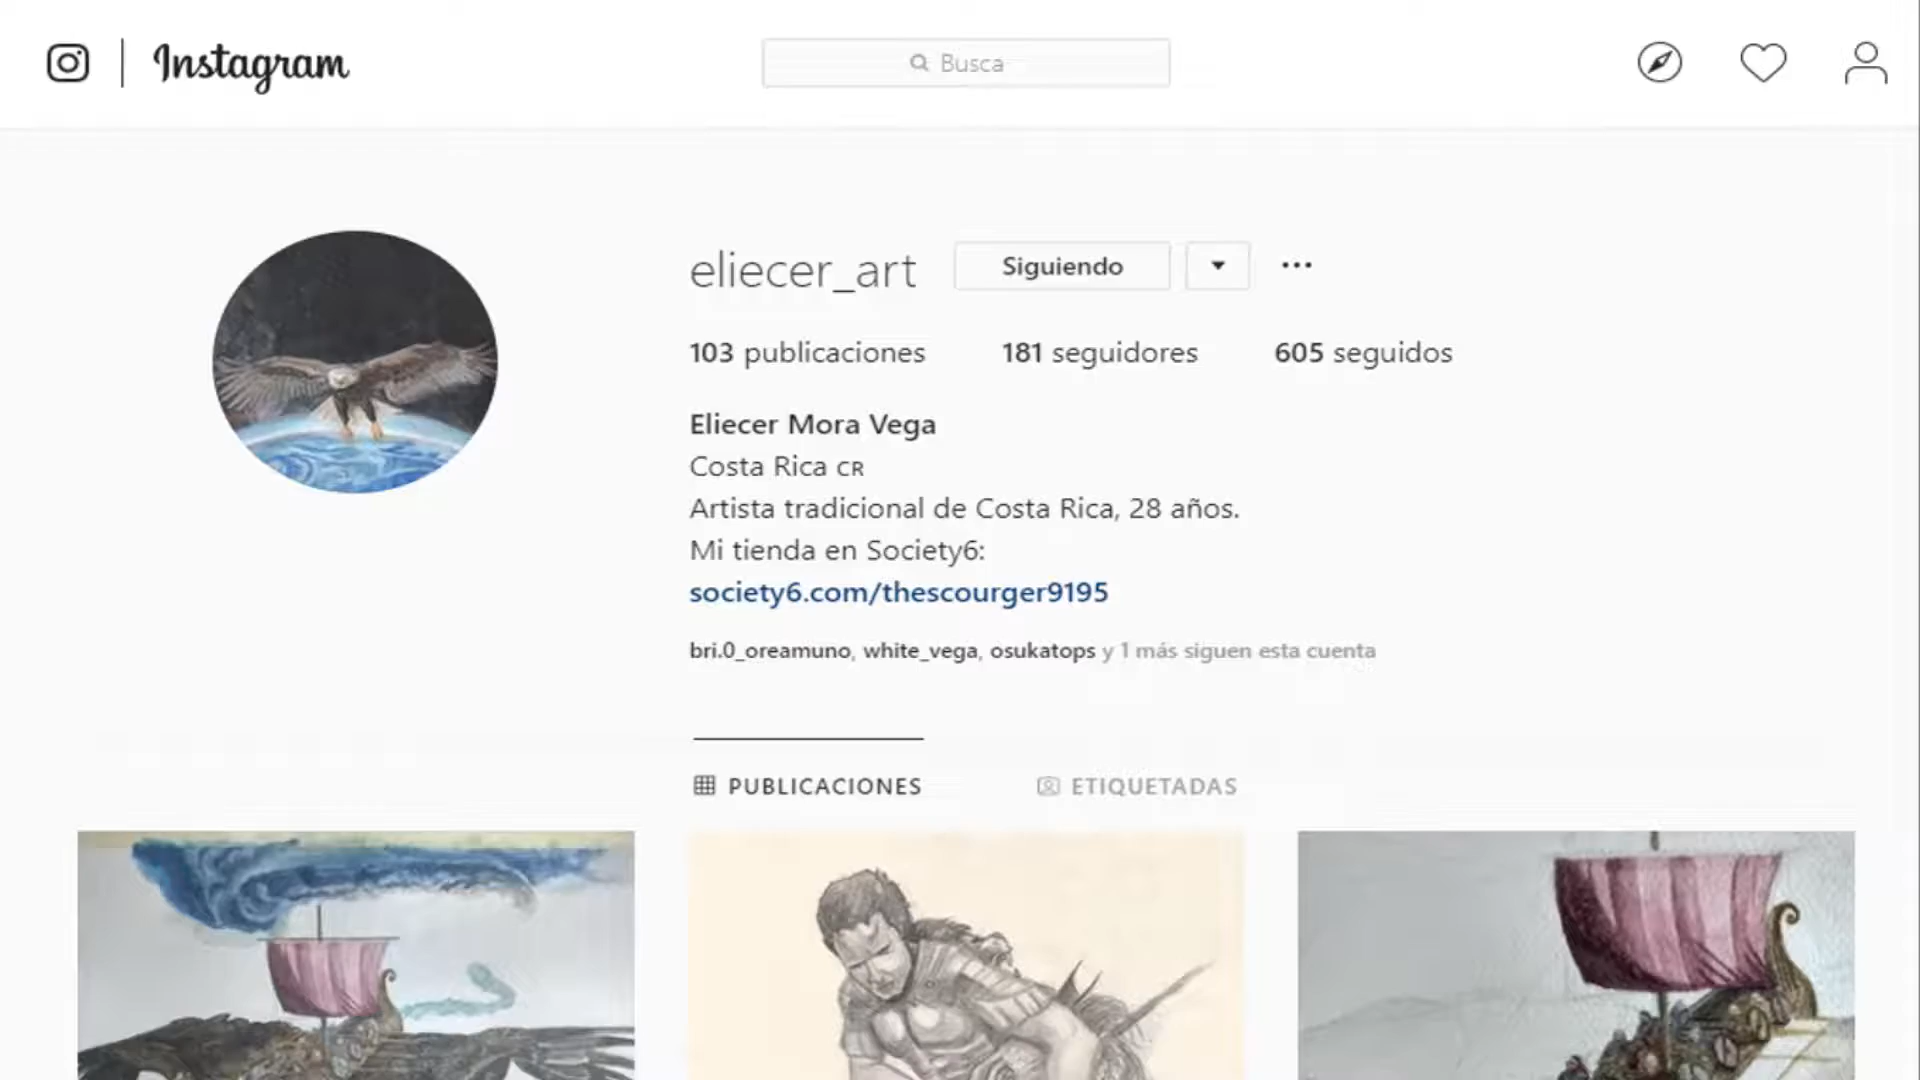 Instagram
Busca
eliecer_art Siguiendo
103 publicaciones 181 seguidores 605 seguidos
Eliecer Mora Vega
Costa Rica CR
Artista tradicional de Costa Rica, 28 años.
Mi tienda en Society6:
society6.com/thescourger9195
bri.0_oreamuno, white_vega, osukatops y 1 más siguen esta cuenta
PUBLICACIONES ETIQUETADAS